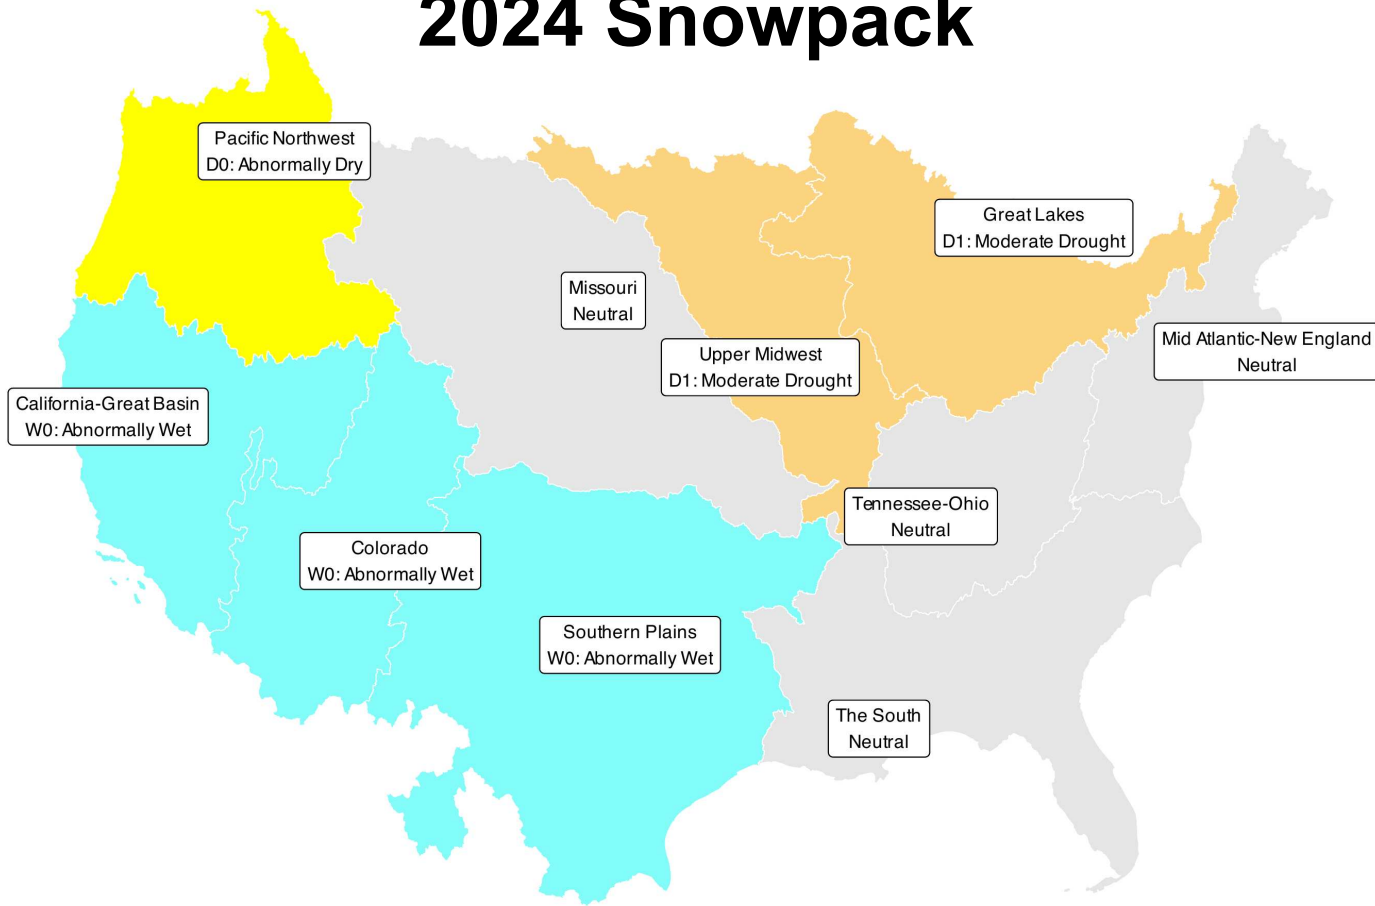 2024 Snowpack
Pacific Northwest
D0: Abnormally Dry
Great Lakes
D1: Moderate Drought
Missouri
Neutral
Mid Atlantic-New England
Neutral
Upper Midwest
D1: Moderate Drought
California-Great Basin
W0: Abnormally Wet
Tennessee-Ohio
Neutral
Colorado
W0: Abnormally Wet
Southern Plains
W0: Abnormally Wet
The South
Neutral